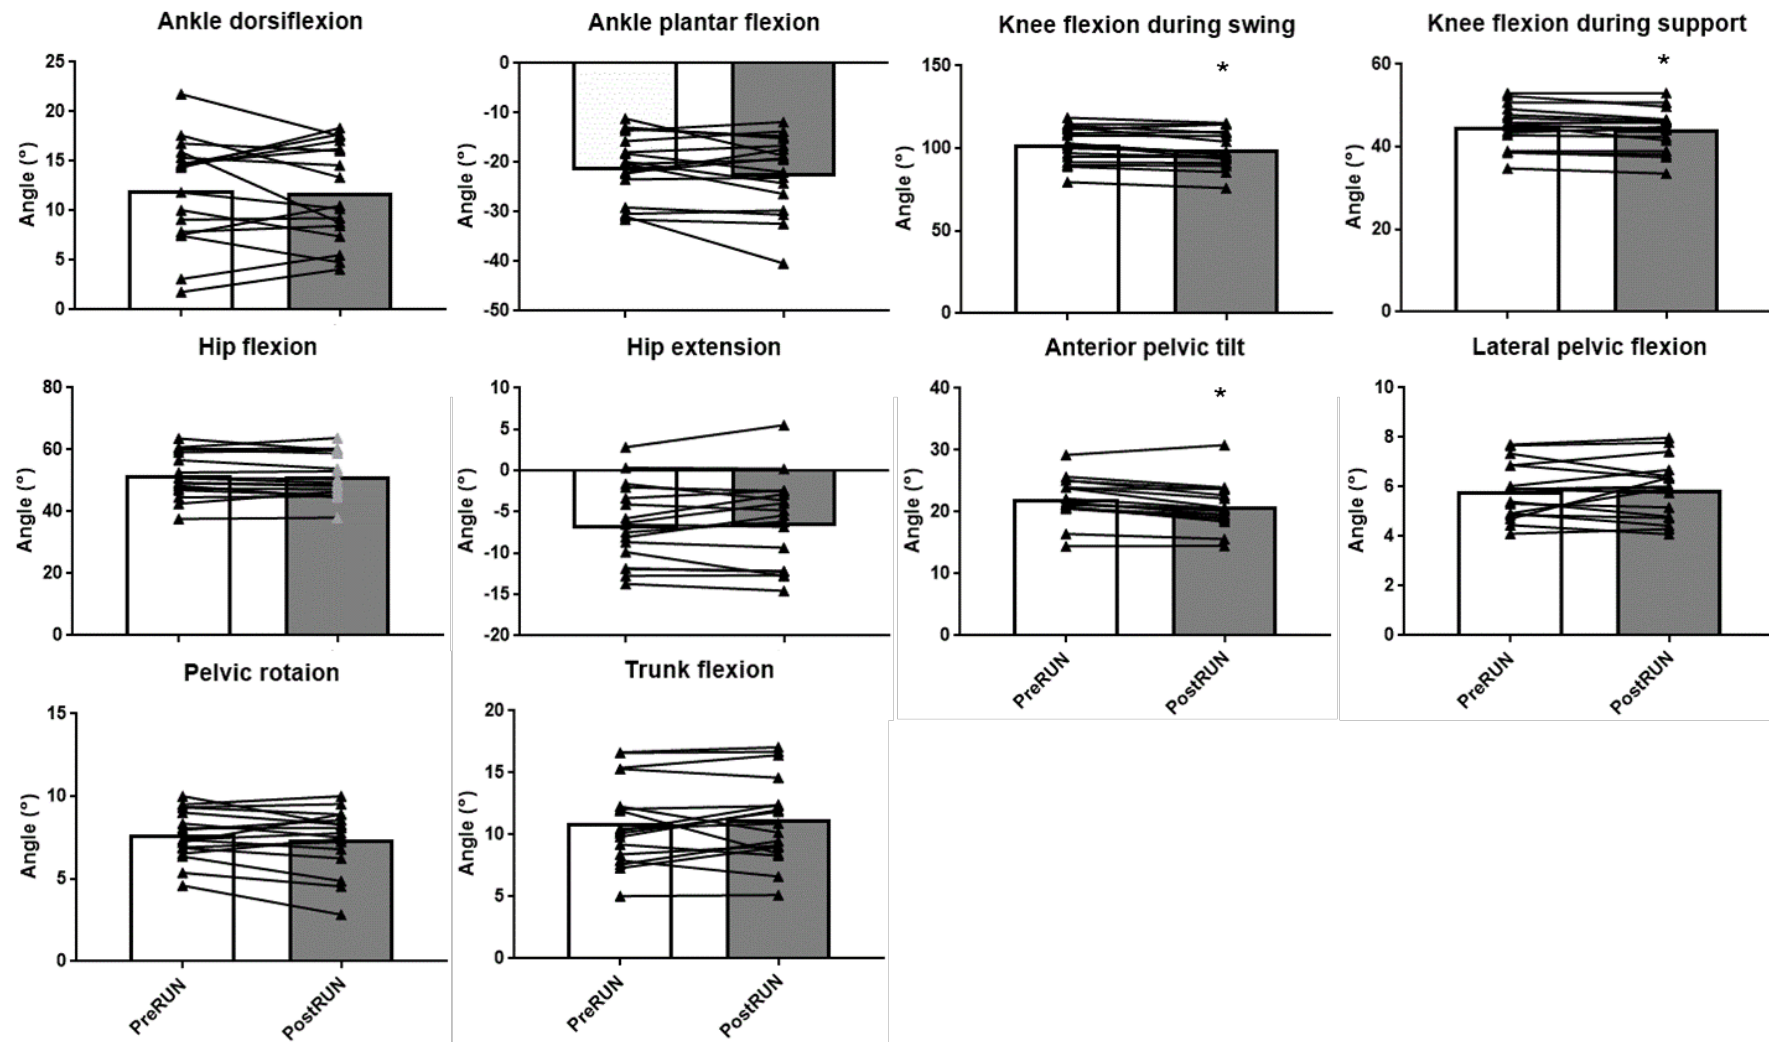 Ankle dorsiflexion
25
20
15
10
5
0
Angle (°)
Ankle plantar flexion
0
-10
-20
-30
-40
-50
Angle (°)
Knee flexion during swing
*
150
100
50
0
Angle (°)
Knee flexion during support
*
60
40
20
0
Angle (°)
Hip flexion
80
60
40
20
0
Angle (°)
Hip extension
10
5
0
-5
-10
-15
-20
Angle (°)
Anterior pelvic tilt
*
40
30
20
10
0
Angle (°)
PreRUN
PostRUN
Lateral pelvic flexion
10
8
6
4
2
0
Angle (°)
PreRUN
PostRUN
Pelvic rotaion
15
10
5
0
Angle (°)
PreRUN
PostRUN
Trunk flexion
20
15
10
5
0
Angle (°)
PreRUN
PostRUN